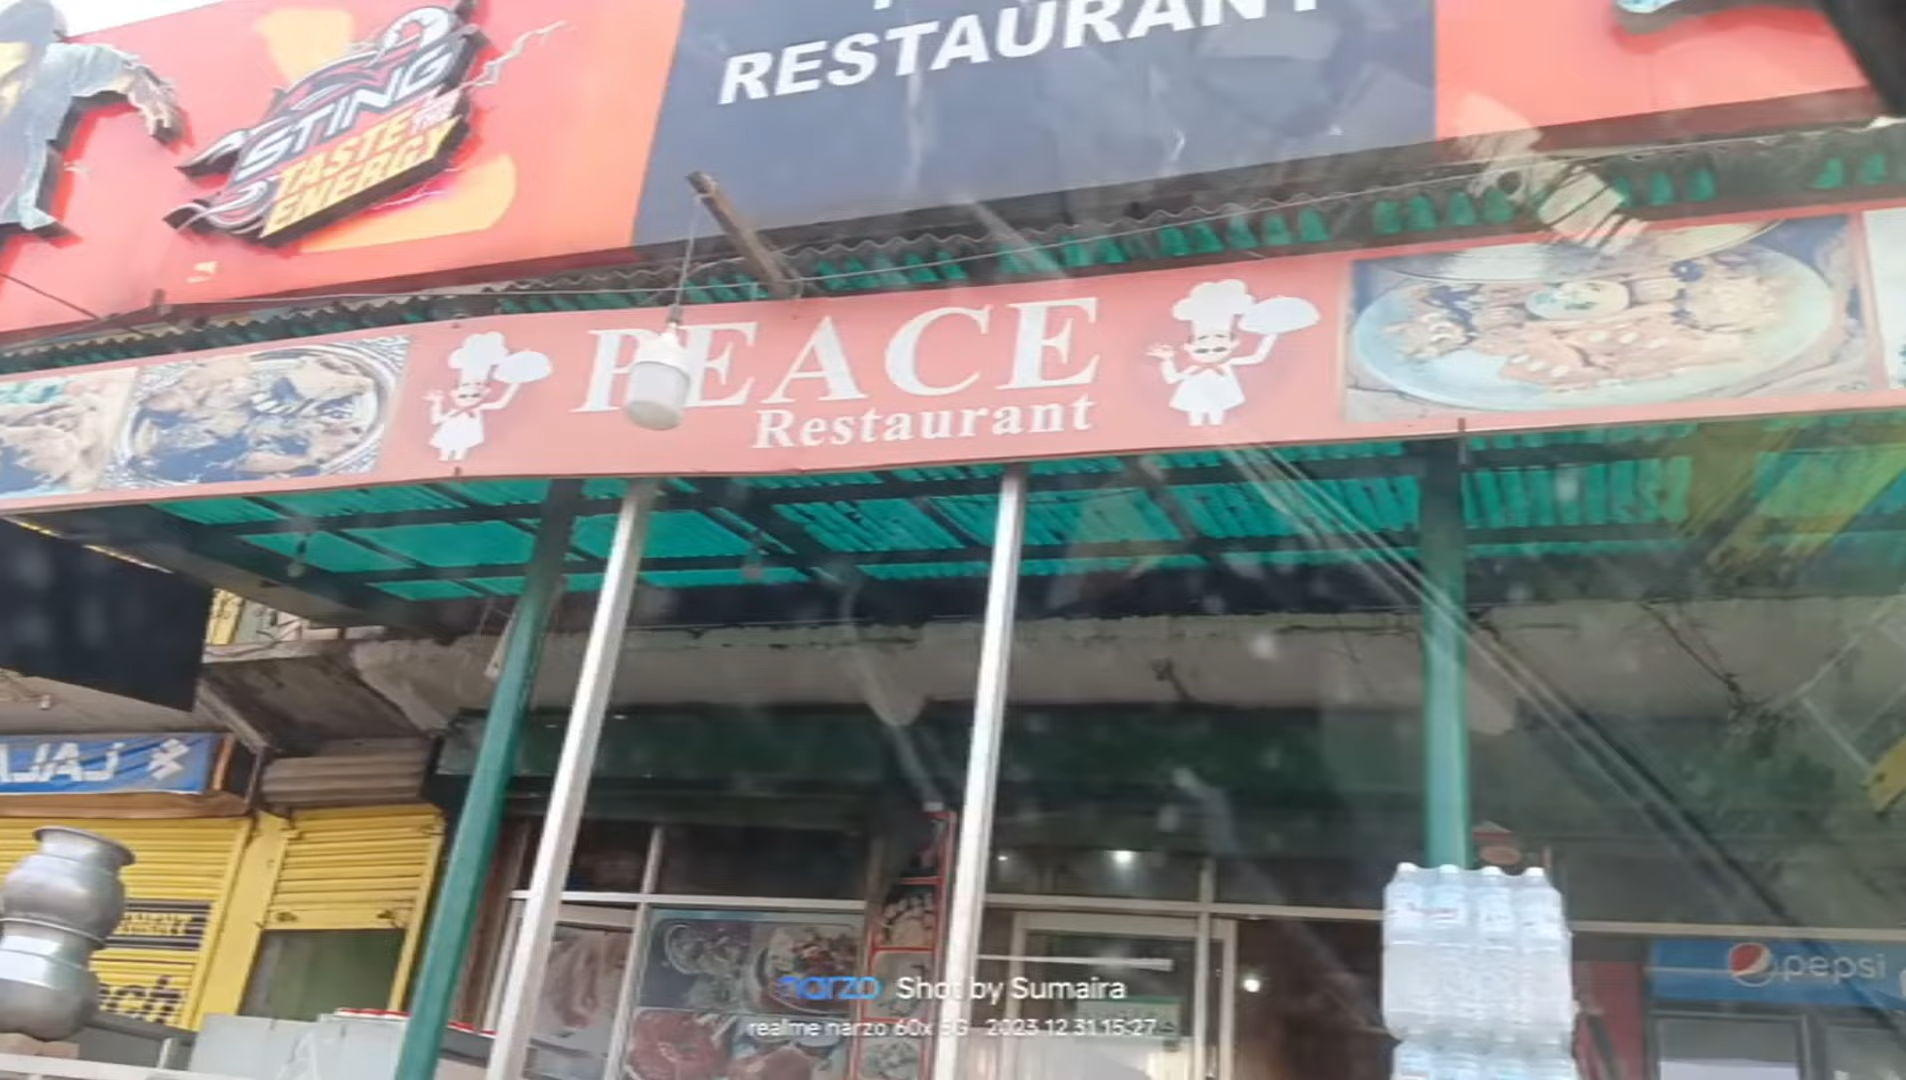 RESTAURANT
STING
TASTE THE
ENERGY
PEACE
Restaurant
pepsi
narzo Shot by Sumaira
realme narzo 60x 5G 2023.12.31 15:27